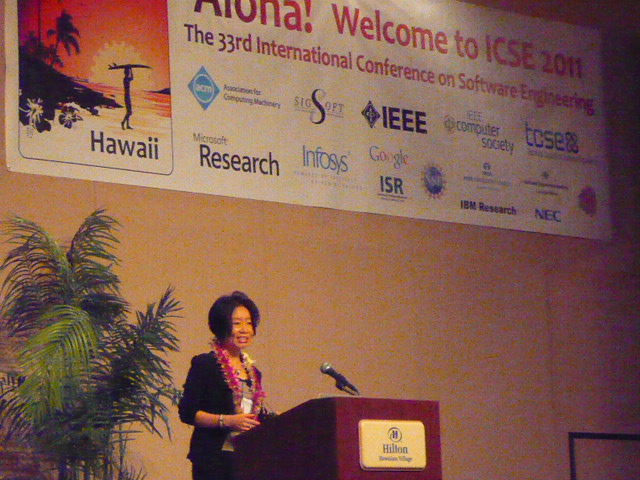 Aloha! Welcome to ICSE 2011
The 33rd International Conference on Software Engineering
Hawaii
acm
Association for
Computing Machinery
SIGSOFT
IEEE
IEEE
computer
society
tcse
Microsoft
Research
Infosys
Google
ISR
IBM Research
NEC
Hilton
Hawaiian Village